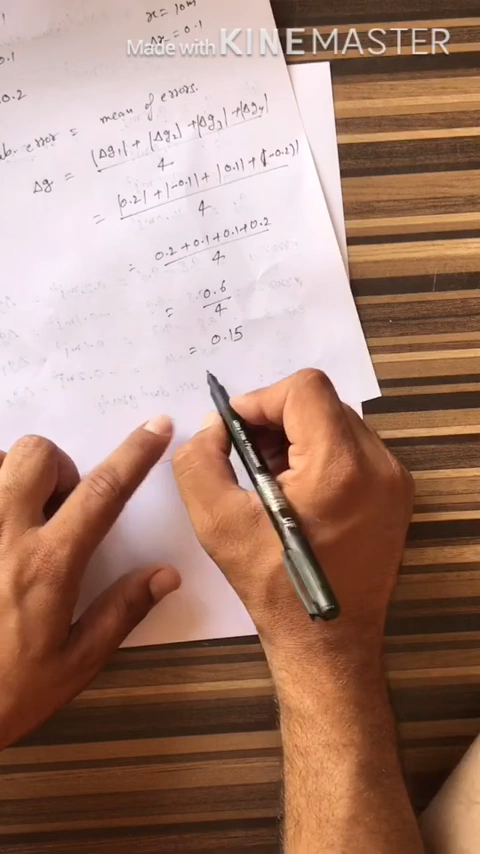 x = 10m
Made with KINEMASTER
Δx = 0.1
0.1
0.2
ab. error = mean of errors.
Δg = |Δg₁| + |Δg₂| + |Δg₃| + |Δg₄|
4
= |0.2| + |-0.1| + |0.1| + |(-0.2)|
4
= 0.2 + 0.1 + 0.1 + 0.2
4
= 0.6
4
= 0.15